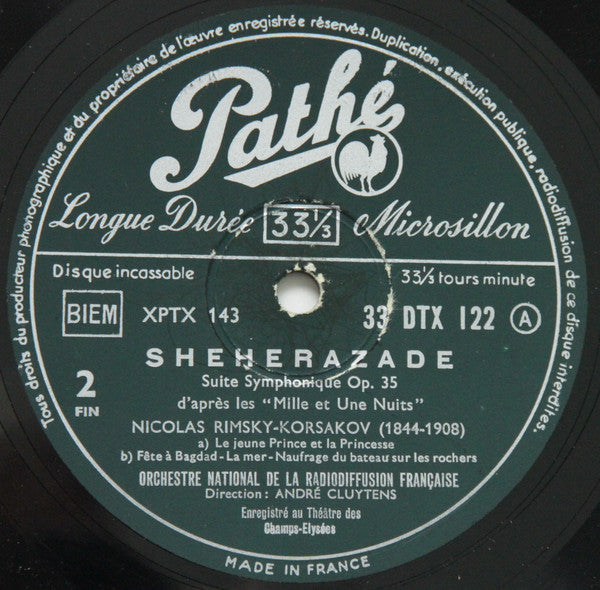 Tous droits du producteur phonographique et du propriétaire de l'œuvre enregistrée réservés. Duplication, exécution publique, radiodiffusion de ce disque interdites.
Pathé
Longue Durée 33⅓ Microsillon
Disque incassable 33⅓ tours minute
BIEM XPTX 143 33 DTX 122 A
SHEHERAZADE
Suite Symphonique Op. 35
2 d'après les "Mille et Une Nuits"
FIN
NICOLAS RIMSKY-KORSAKOV (1844-1908)
a) Le jeune Prince et la Princesse
b) Fête à Bagdad - La mer - Naufrage du bateau sur les rochers
ORCHESTRE NATIONAL DE LA RADIODIFFUSION FRANÇAISE
Direction: ANDRÉ CLUYTENS
Enregistré au Théâtre des
Champs-Elysées
MADE IN FRANCE